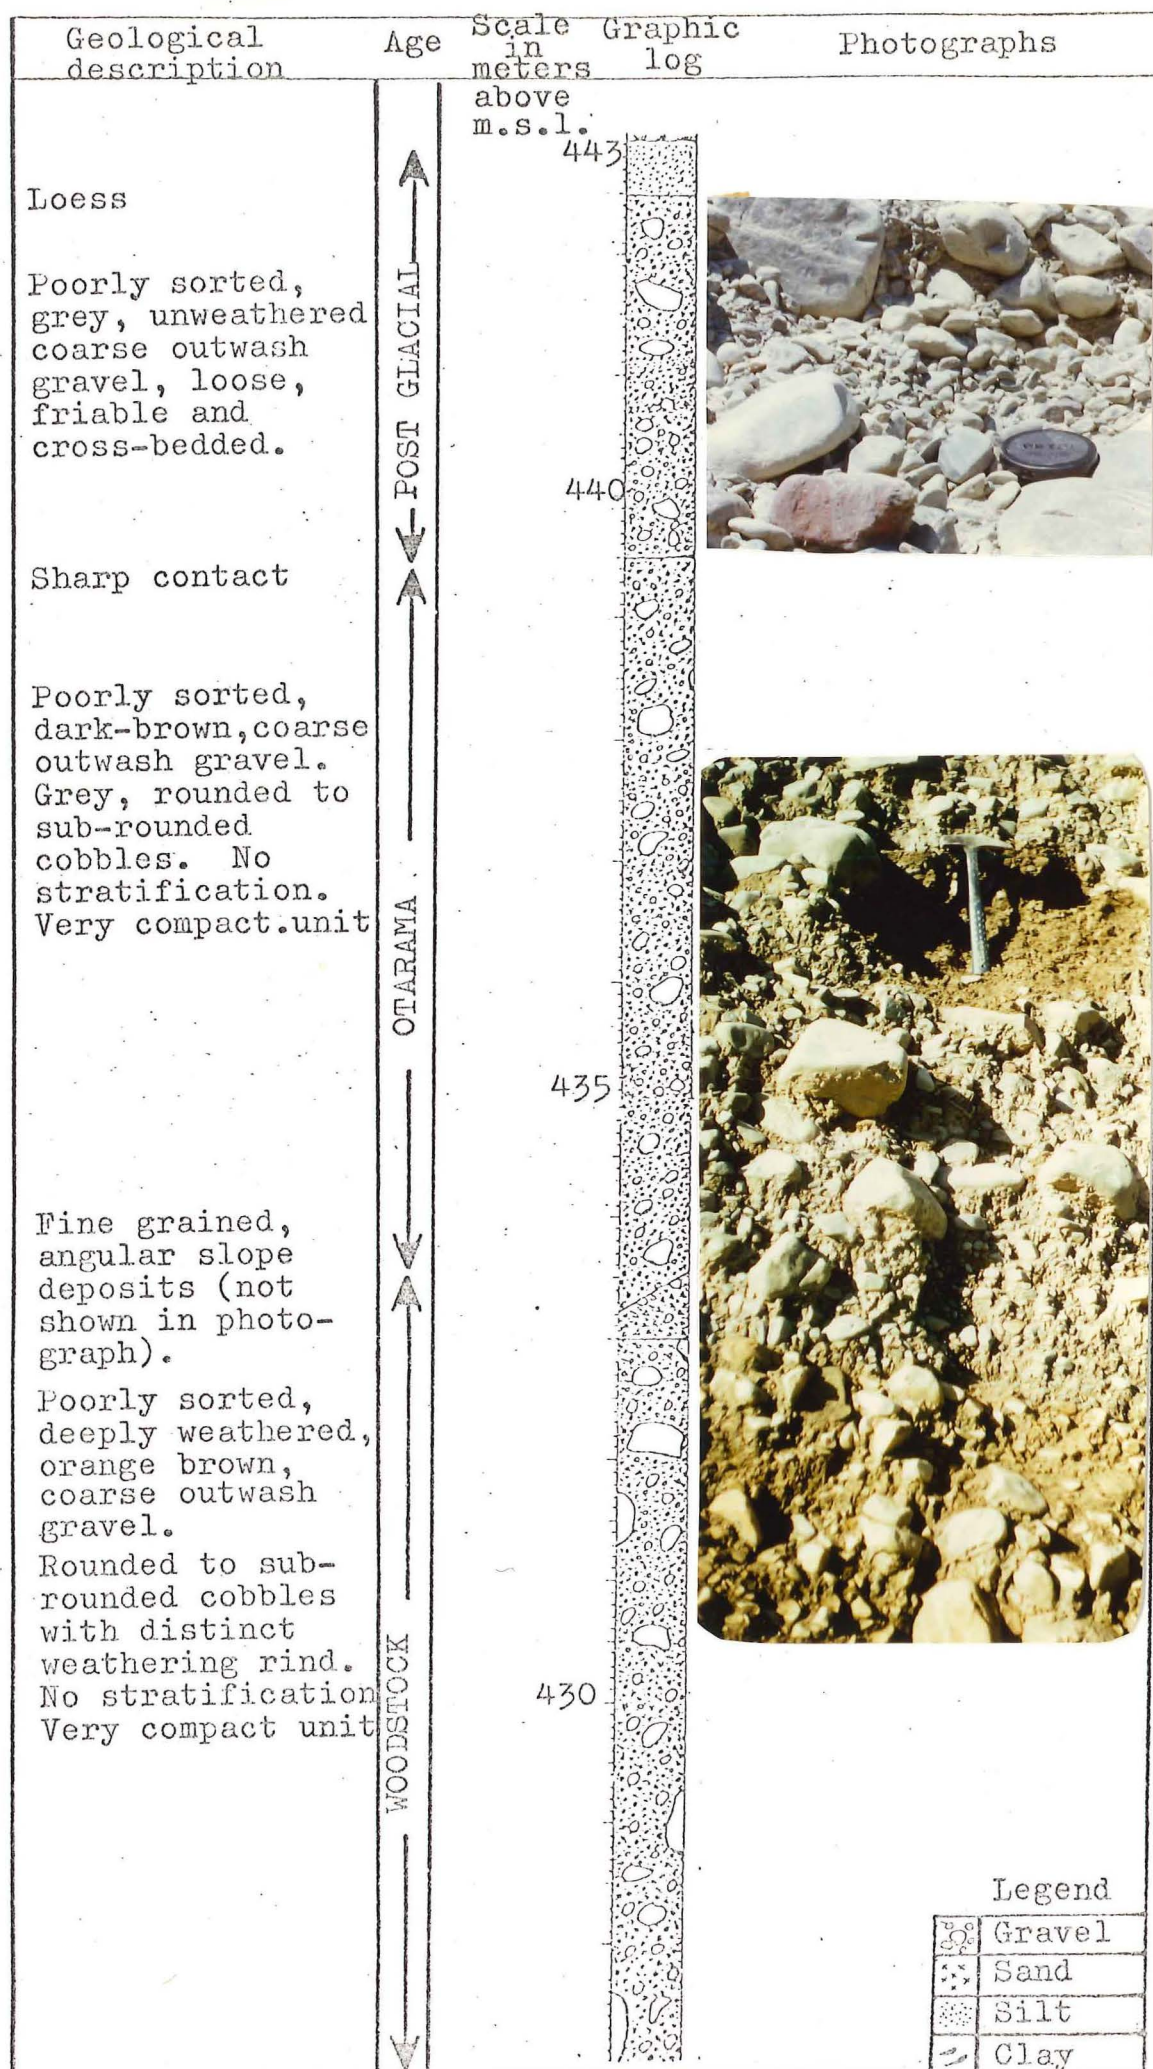 Geological
description
Age
Scale
in
meters
above
m.s.l.
Graphic
log
Photographs
443
Loess
Poorly sorted,
grey, unweathered
coarse outwash
gravel, loose,
friable and
cross-bedded.
POST GLACIAL
440
Sharp contact
Poorly sorted,
dark-brown,coarse
outwash gravel.
Grey, rounded to
sub-rounded
cobbles. No
stratification.
Very compact.unit
OTARAMA
435
Fine grained,
angular slope
deposits (not
shown in photo-
graph).
Poorly sorted,
deeply weathered,
orange brown,
coarse outwash
gravel.
Rounded to sub-
rounded cobbles
with distinct
weathering rind.
No stratification
Very compact unit
WOODSTOCK
430
Legend
Gravel
Sand
Silt
Clay